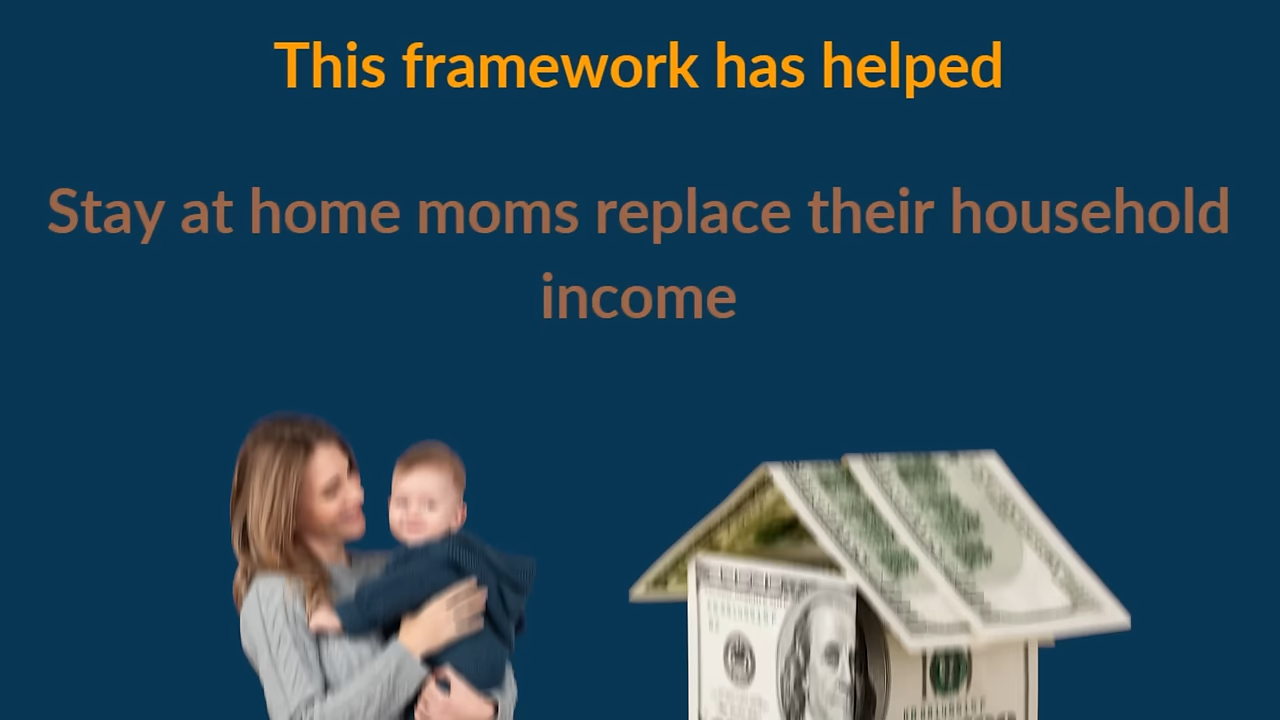 This framework has helped
Stay at home moms replace their household
income